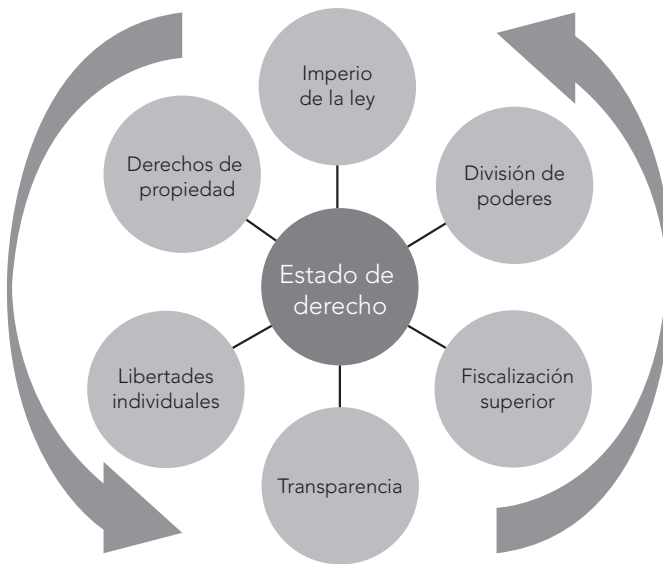 Imperio
de la ley
Derechos de
propiedad
División de
poderes
Estado de
derecho
Libertades
individuales
Fiscalización
superior
Transparencia